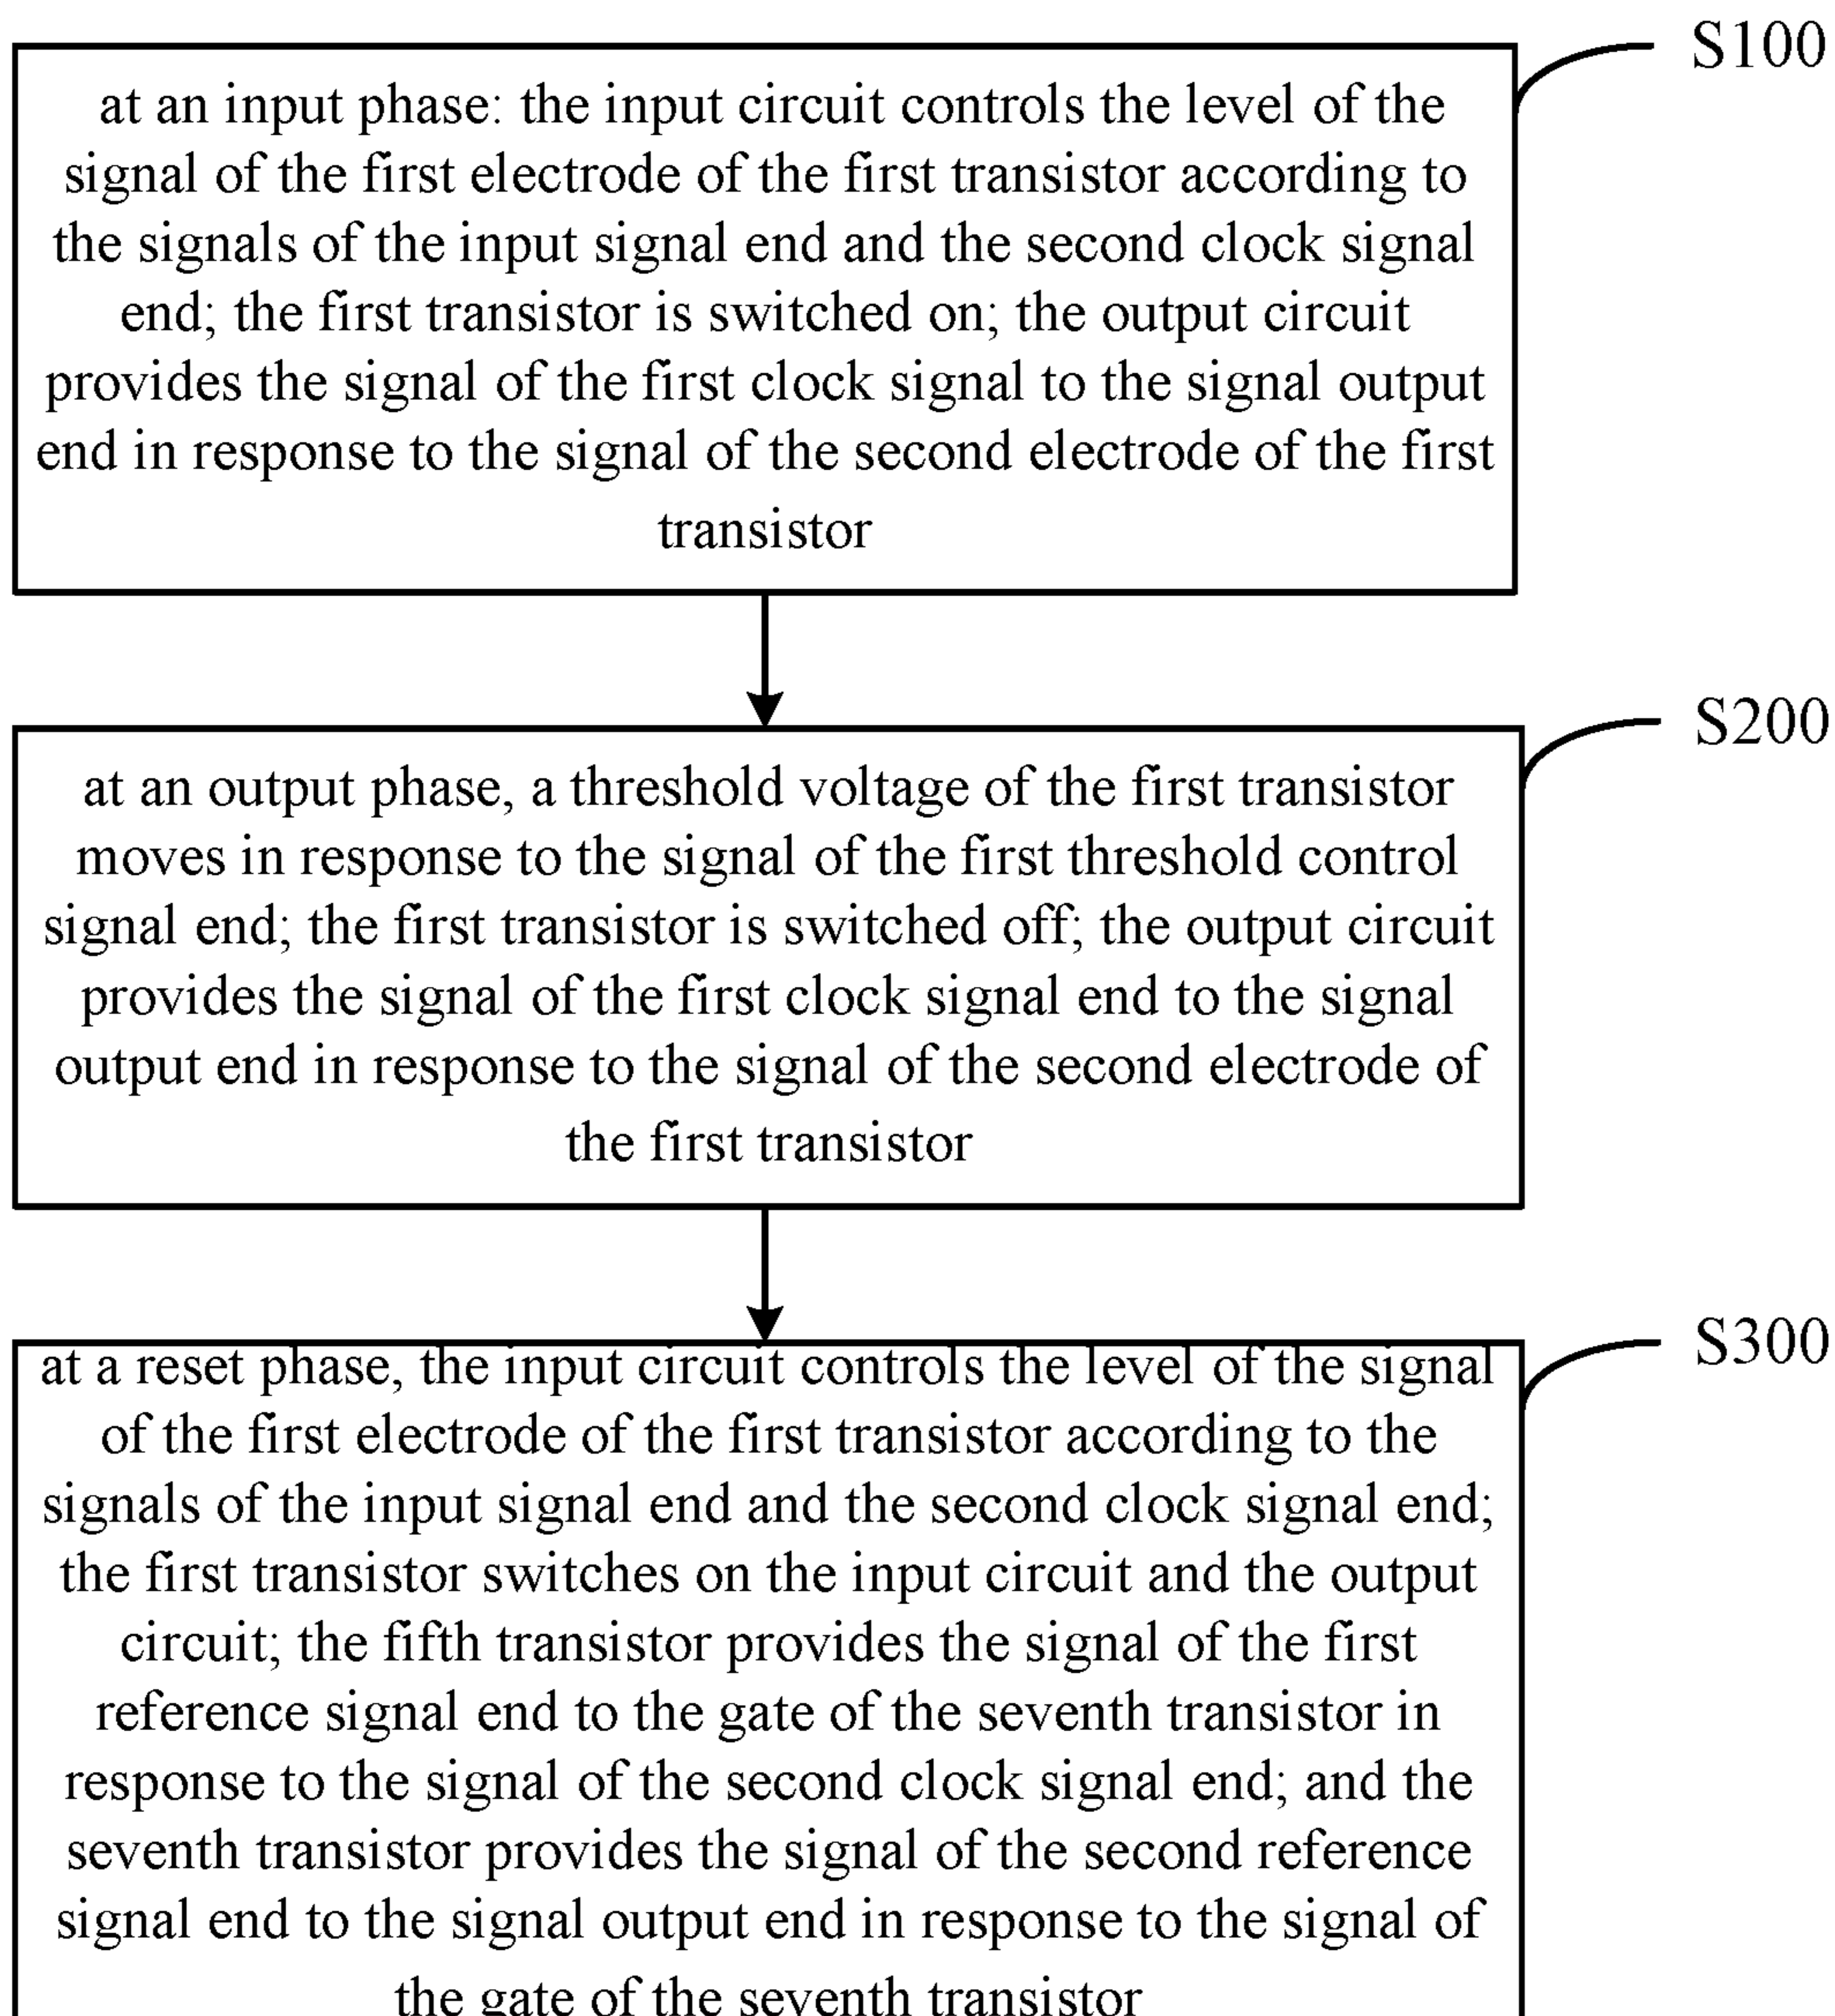 S100
at an input phase: the input circuit controls the level of the
signal of the first electrode of the first transistor according to
the signals of the input signal end and the second clock signal
end; the first transistor is switched on; the output circuit
provides the signal of the first clock signal to the signal output
end in response to the signal of the second electrode of the first
transistor
S200
at an output phase, a threshold voltage of the first transistor
moves in response to the signal of the first threshold control
signal end; the first transistor is switched off; the output circuit
provides the signal of the first clock signal end to the signal
output end in response to the signal of the second electrode of
the first transistor
S300
at a reset phase, the input circuit controls the level of the signal
of the first electrode of the first transistor according to the
signals of the input signal end and the second clock signal end;
the first transistor switches on the input circuit and the output
circuit; the fifth transistor provides the signal of the first
reference signal end to the gate of the seventh transistor in
response to the signal of the second clock signal end; and the
seventh transistor provides the signal of the second reference
signal end to the signal output end in response to the signal of
the gate of the seventh transistor